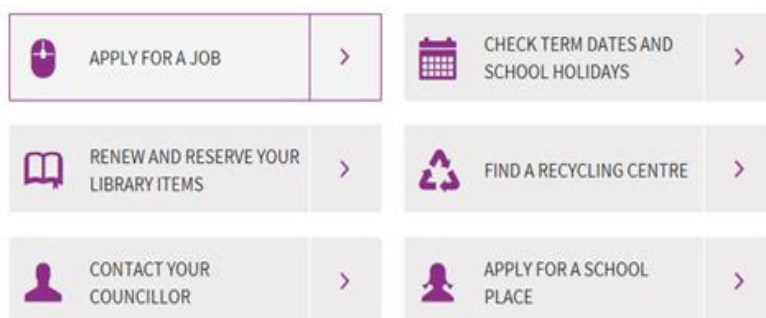 APPLY FOR A JOB
CHECK TERM DATES AND
SCHOOL HOLIDAYS
RENEW AND RESERVE YOUR
LIBRARY ITEMS
FIND A RECYCLING CENTRE
CONTACT YOUR
COUNCILLOR
APPLY FOR A SCHOOL
PLACE